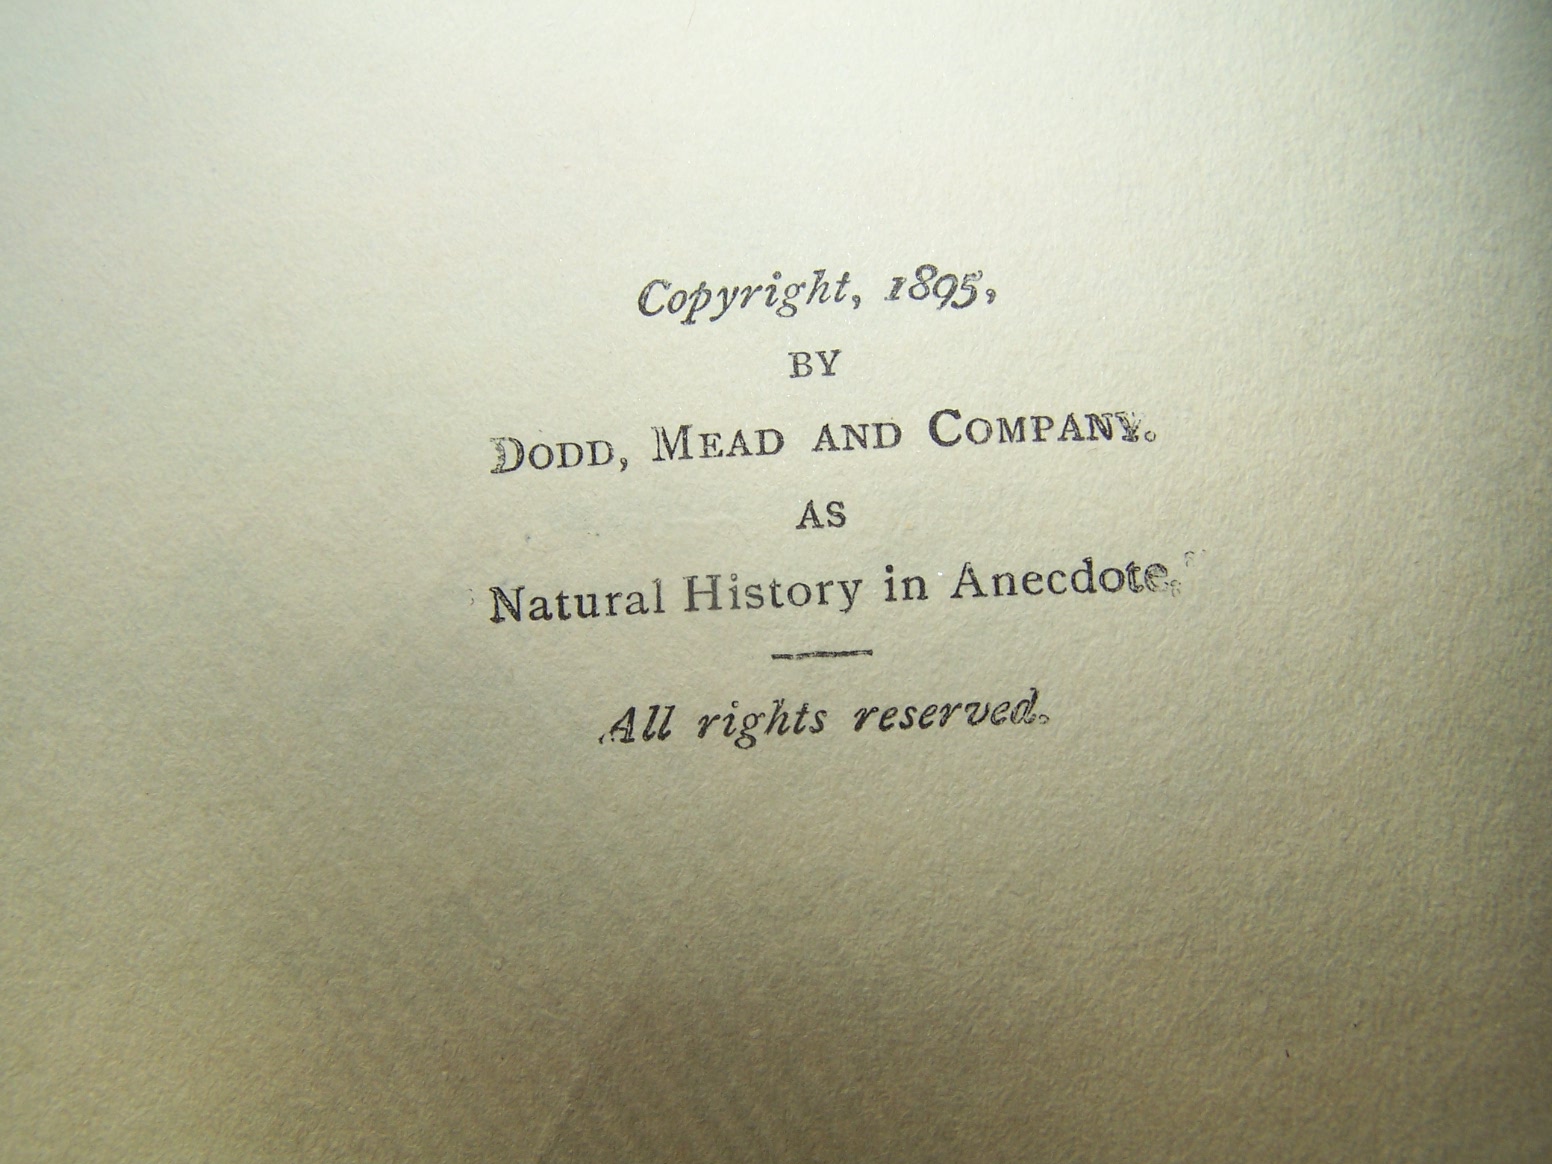 Copyright, 1895,
BY
DODD, MEAD AND COMPANY.
AS
Natural History in Anecdote.
All rights reserved.